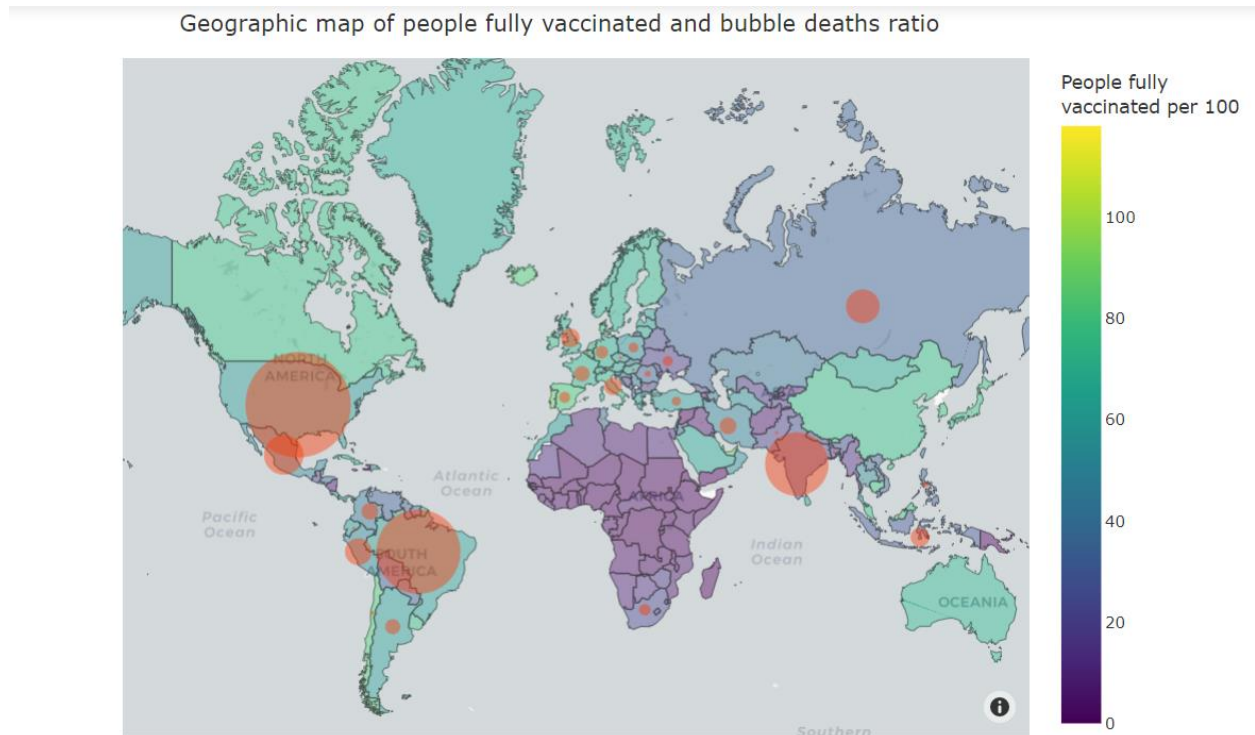 Geographic map of people fully vaccinated and bubble deaths ratio
People fully
vaccinated per 100
100
80
60
40
20
0
NORTH
AMERICA
Atlantic
Ocean
Pacific
Ocean
AFRICA
SOUTH
AMERICA
Indian
Ocean
OCEANIA
Southern
i